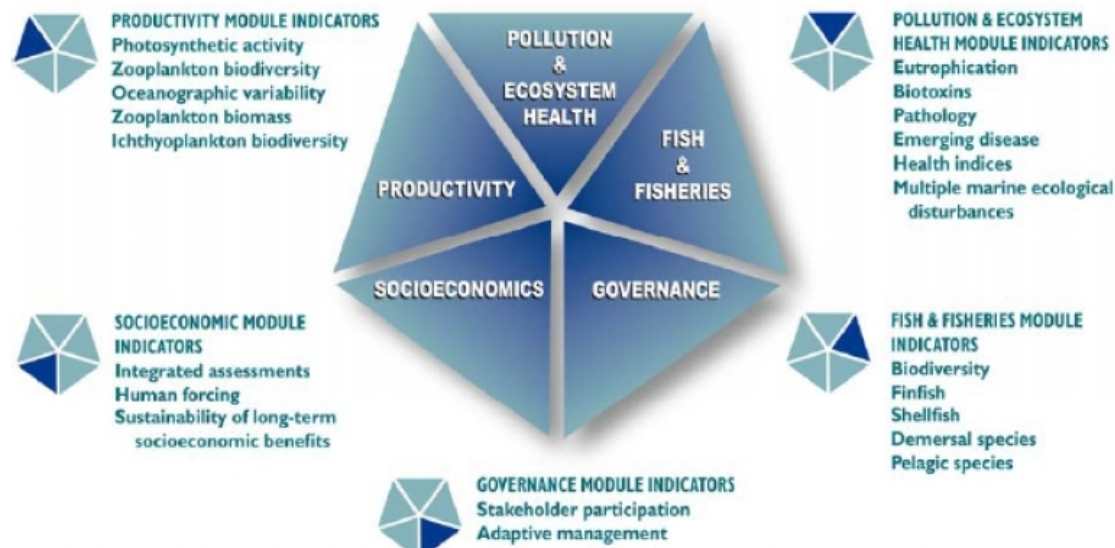 PRODUCTIVITY MODULE INDICATORS
Photosynthetic activity
Zooplankton biodiversity
Oceanographic variability
Zooplankton biomass
Ichthyoplankton biodiversity
POLLUTION
&
ECOSYSTEM
HEALTH
FISH
&
FISHERIES
PRODUCTIVITY
SOCIOECONOMICS
GOVERNANCE
POLLUTION & ECOSYSTEM
HEALTH MODULE INDICATORS
Eutrophication
Biotoxins
Pathology
Emerging disease
Health indices
Multiple marine ecological
disturbances
SOCIOECONOMIC MODULE
INDICATORS
Integrated assessments
Human forcing
Sustainability of long-term
socioeconomic benefits
FISH & FISHERIES MODULE
INDICATORS
Biodiversity
Finfish
Shellfish
Demersal species
Pelagic species
GOVERNANCE MODULE INDICATORS
Stakeholder participation
Adaptive management